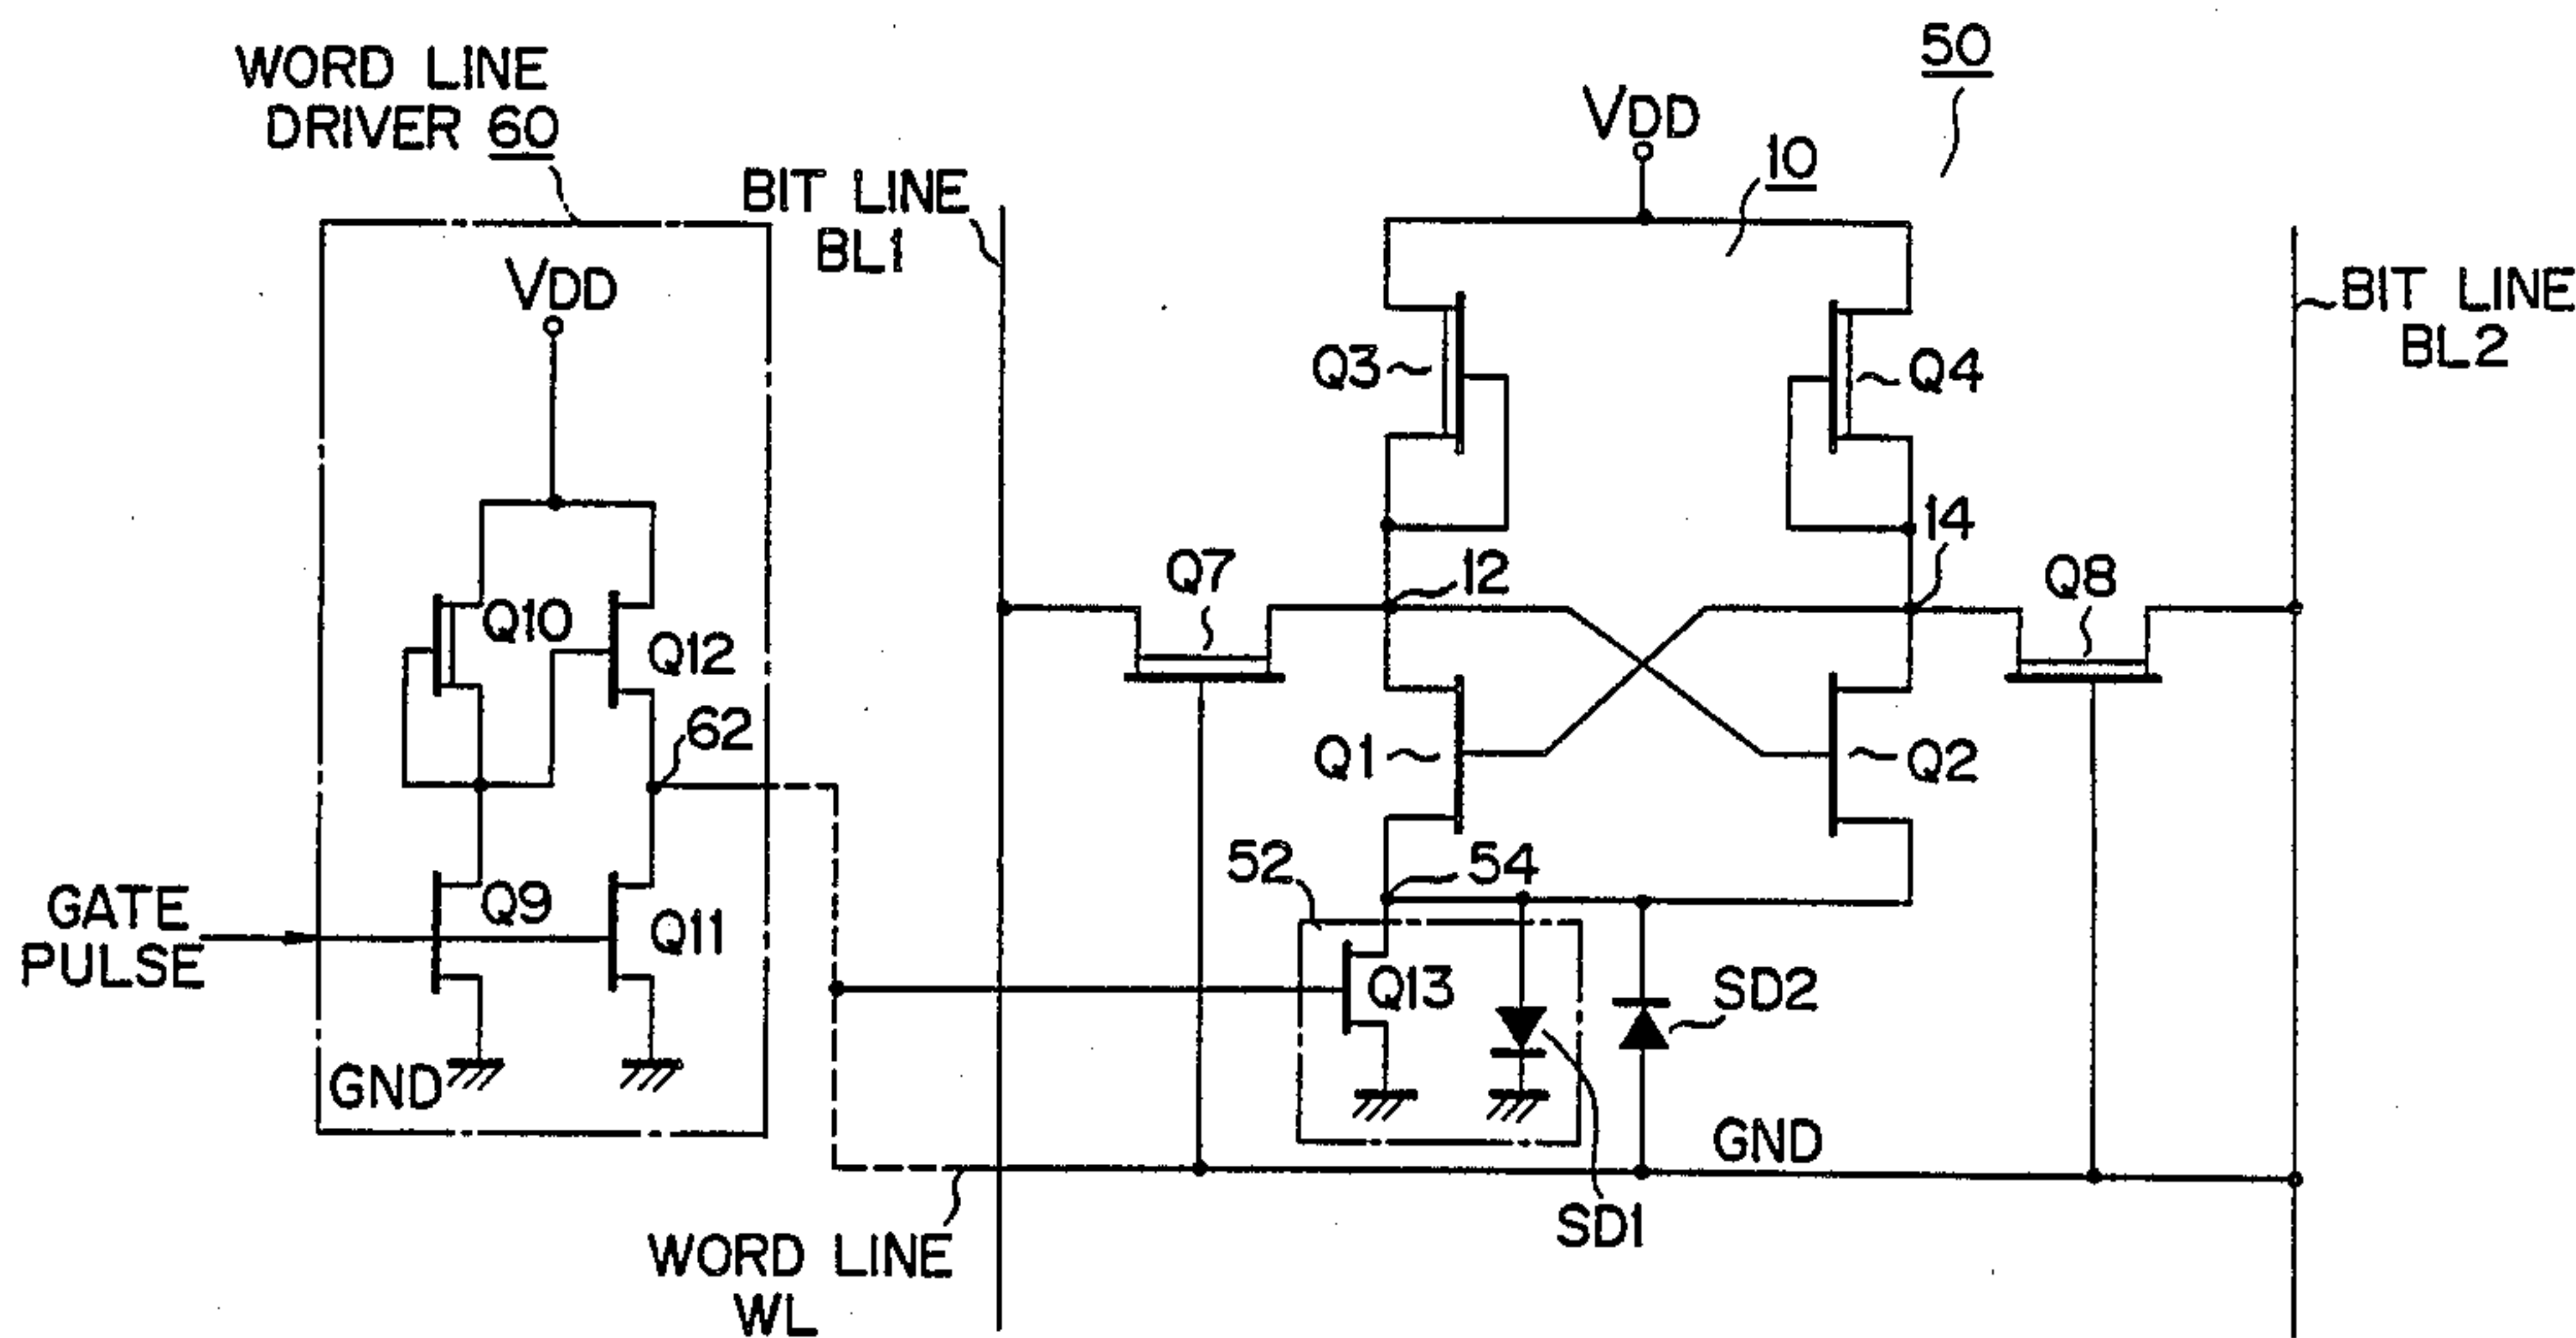 WORD LINE
DRIVER 60
VDD
GATE
PULSE
Q10
Q12
62
Q9
Q11
GND
BIT LINE
BL1
50
VDD
10
Q3
Q4
BIT LINE
BL2
Q7
12
14
Q8
Q1
Q2
52
54
Q13
SD2
GND
SD1
WORD LINE
WL